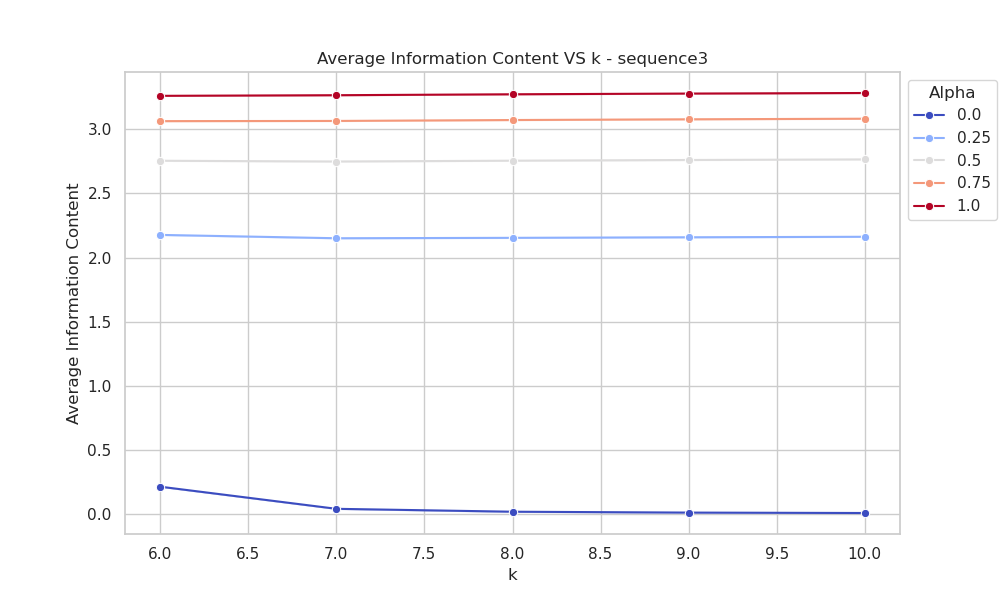 Average Information Content VS k - sequence3
Alpha
0.0
0.25
0.5
0.75
1.0
Average Information Content
3.0
2.5
2.0
1.5
1.0
0.5
0.0
6.0 6.5 7.0 7.5 8.0 8.5 9.0 9.5 10.0
k